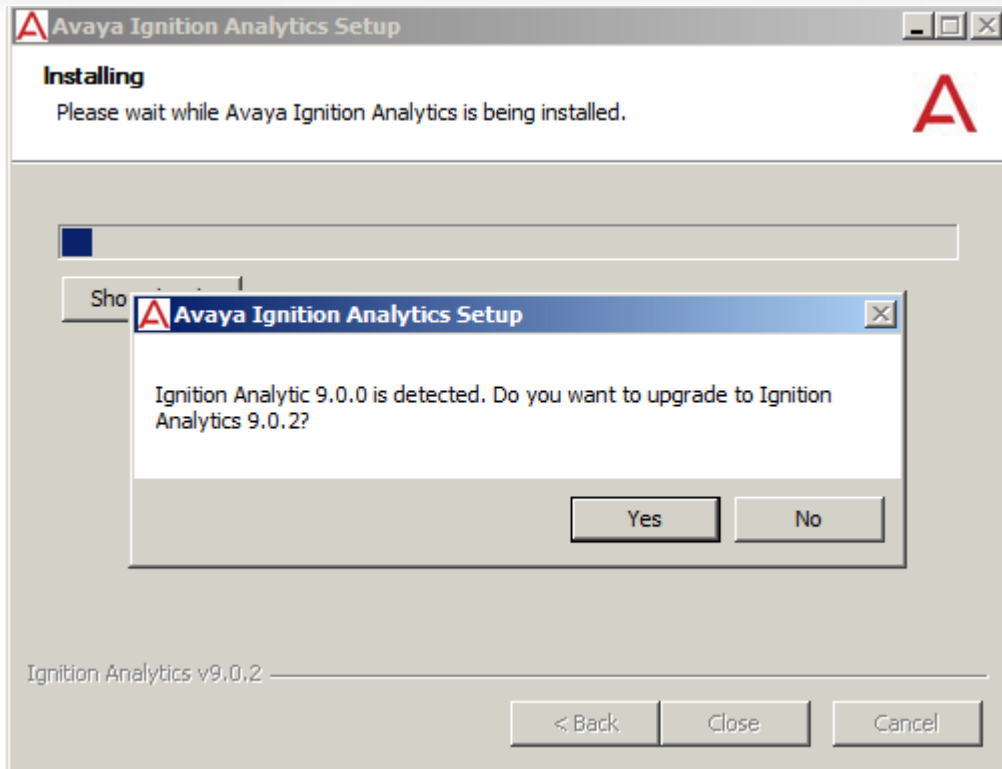 Avaya Ignition Analytics Setup
Installing
Please wait while Avaya Ignition Analytics is being installed.
Avaya Ignition Analytics Setup
Ignition Analytic 9.0.0 is detected. Do you want to upgrade to Ignition
Analytics 9.0.2?
Yes No
Ignition Analytics v9.0.2
< Back Close Cancel